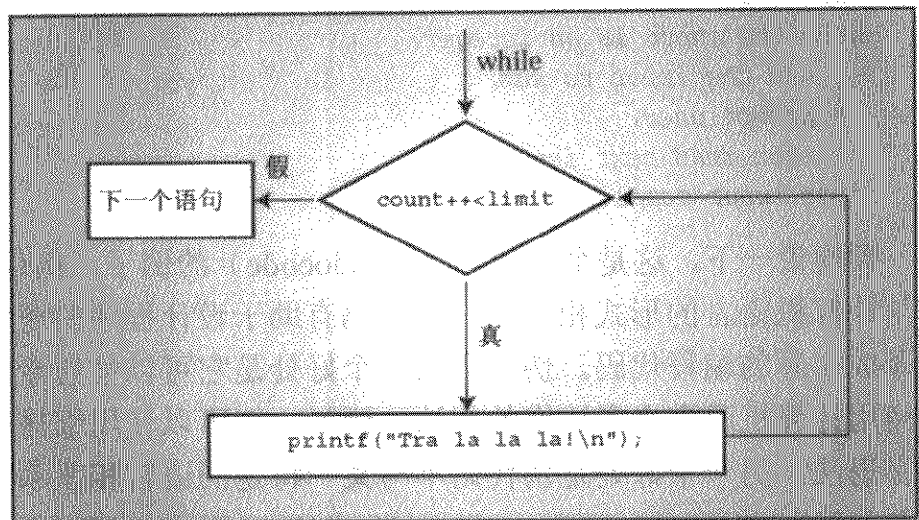 while
假
下一个语句
count++<limit
真
printf("Tra la la la!\n");